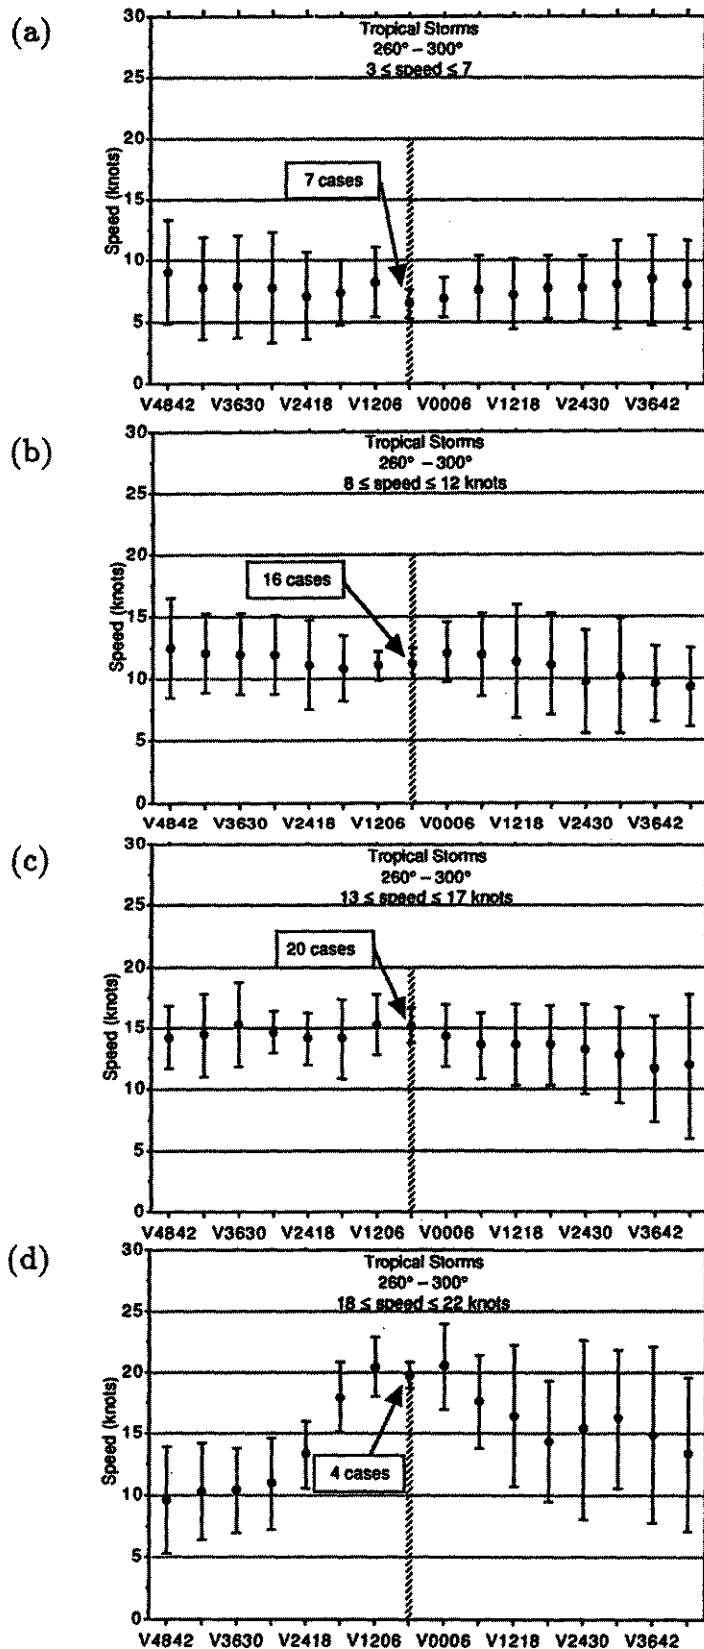 (a)
Tropical Storms
260° – 300°
3 ≤ speed ≤ 7
30
25
20
15
10
5
0
Speed (knots)
7 cases
V4842 V3630 V2418 V1206 V0006 V1218 V2430 V3642
(b)
Tropical Storms
260° – 300°
8 ≤ speed ≤ 12 knots
30
25
20
15
10
5
0
Speed (knots)
16 cases
V4842 V3630 V2418 V1206 V0006 V1218 V2430 V3642
(c)
Tropical Storms
260° – 300°
13 ≤ speed ≤ 17 knots
30
25
20
15
10
5
0
Speed (knots)
20 cases
V4842 V3630 V2418 V1206 V0006 V1218 V2430 V3642
(d)
Tropical Storms
260° – 300°
18 ≤ speed ≤ 22 knots
30
25
20
15
10
5
0
Speed (knots)
4 cases
V4842 V3630 V2418 V1206 V0006 V1218 V2430 V3642